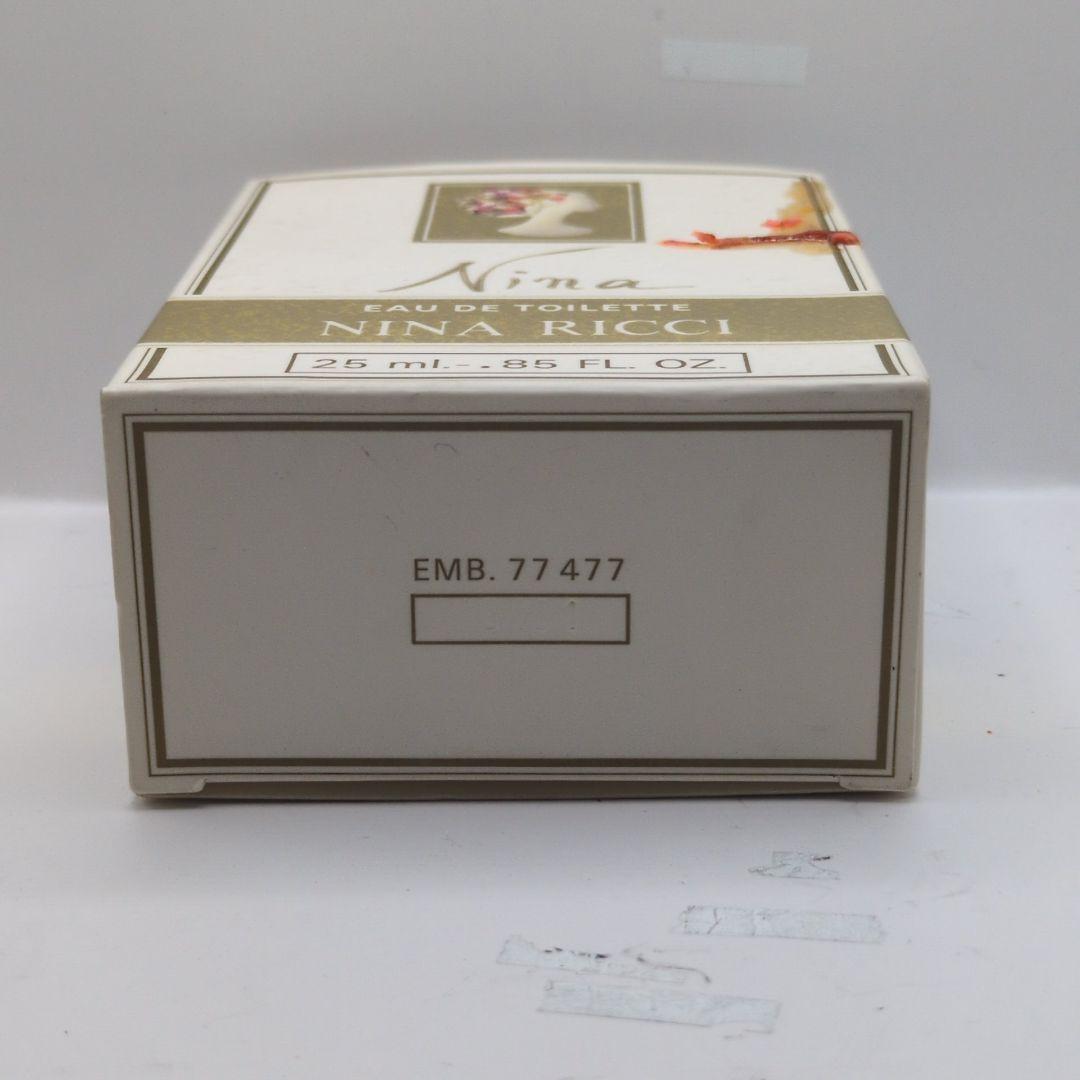 Nina
EAU DE TOILETTE
NINA RICCI
25 ml. - .85 FL. OZ.
EMB. 77 477